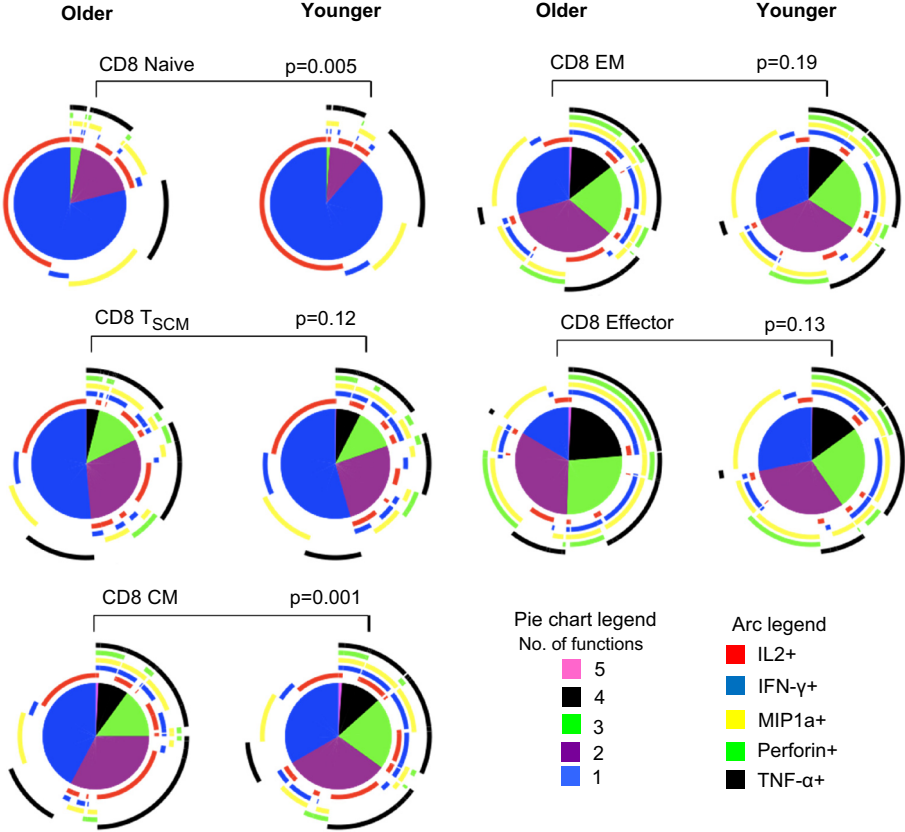 Older Younger Older Younger
CD8 Naive p=0.005
CD8 EM p=0.19
CD8 TSCM p=0.12
CD8 Effector p=0.13
CD8 CM p=0.001
Pie chart legend
No. of functions
5
4
3
2
1
Arc legend
IL2+
IFN-γ+
MIP1a+
Perforin+
TNF-α+